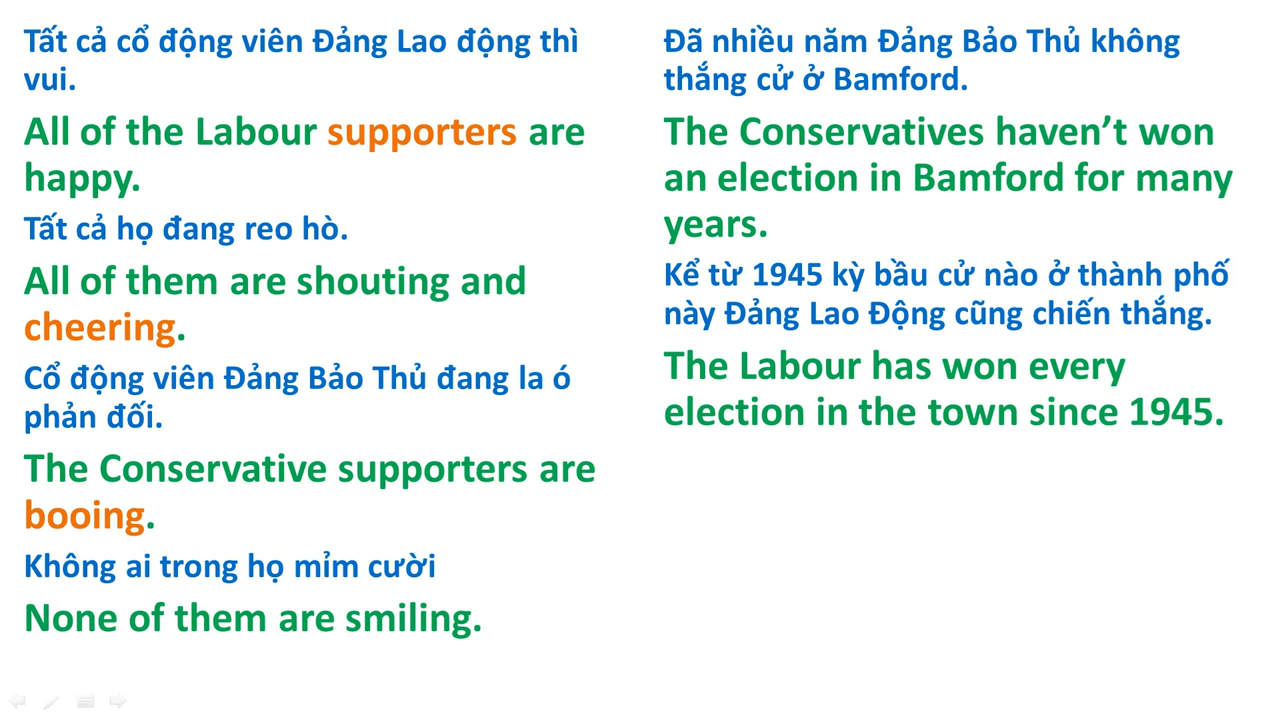 Tất cả cổ động viên Đảng Lao động thì
vui.
All of the Labour supporters are
happy.
Tất cả họ đang reo hò.
All of them are shouting and
cheering.
Cổ động viên Đảng Bảo Thủ đang la ó
phản đối.
The Conservative supporters are
booing.
Không ai trong họ mỉm cười
None of them are smiling.
Đã nhiều năm Đảng Bảo Thủ không
thắng cử ở Bamford.
The Conservatives haven’t won
an election in Bamford for many
years.
Kể từ 1945 kỳ bầu cử nào ở thành phố
này Đảng Lao Động cũng chiến thắng.
The Labour has won every
election in the town since 1945.